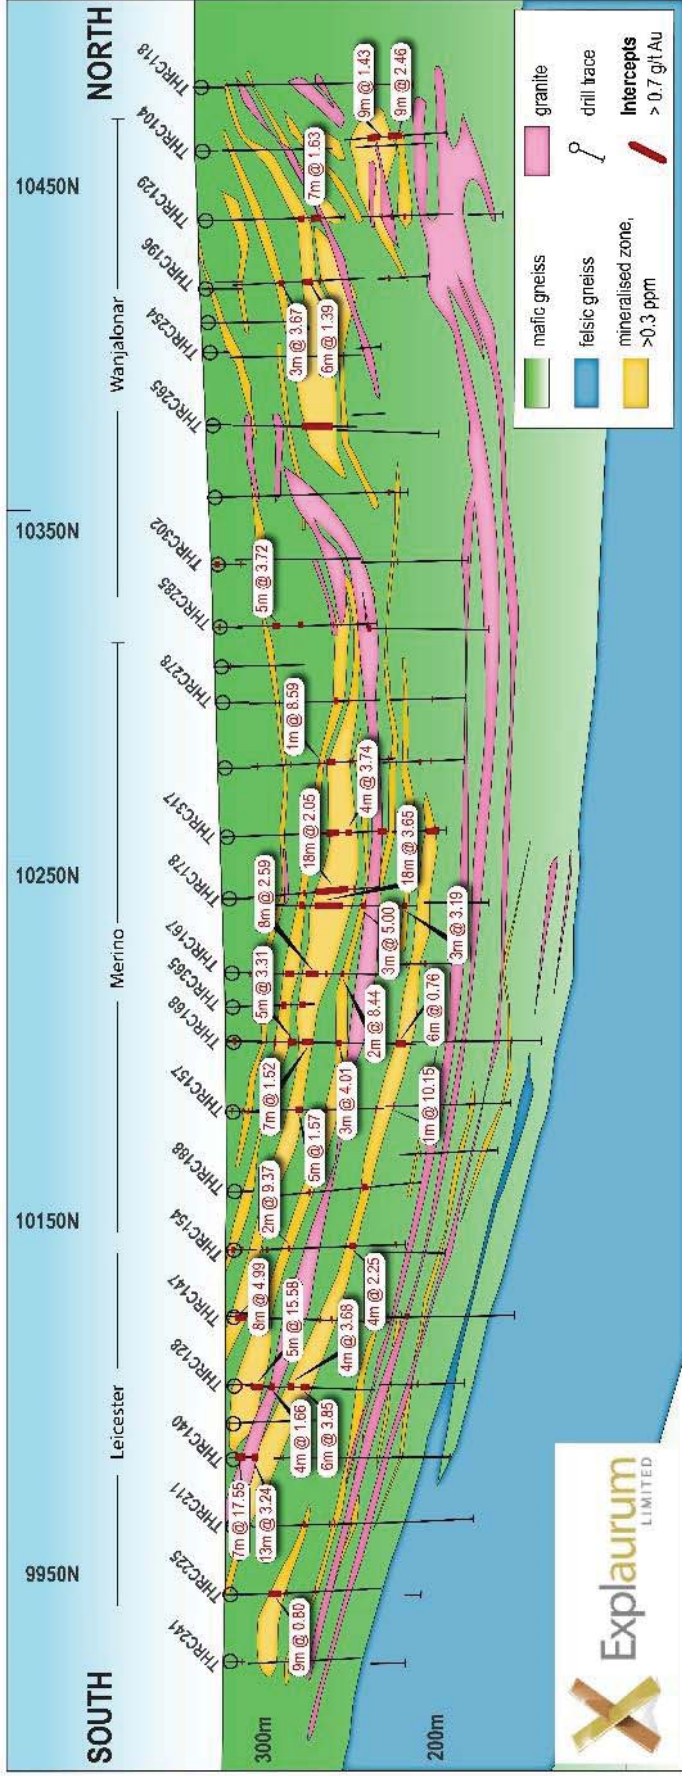 SOUTH
NORTH
9950N
10150N
10250N
10350N
10450N
Leicester
Merino
Wanjalonar
THRC241
THRC225
THRC211
THRC140
THRC128
THRC147
THRC154
THRC188
THRC157
THRC168
THRC365
THRC167
THRC178
THRC317
THRC278
THRC285
THRC302
THRC265
THRC254
THRC196
THRC129
THRC104
THRC118
300m
200m
9m @ 0.80
7m @ 17.55
13m @ 3.24
4m @ 1.66
6m @ 3.85
8m @ 4.99
5m @ 15.58
4m @ 3.68
4m @ 2.25
2m @ 9.37
5m @ 1.57
7m @ 1.52
3m @ 4.01
1m @ 10.15
5m @ 3.31
8m @ 2.59
2m @ 8.44
6m @ 0.76
3m @ 5.00
3m @ 3.19
18m @ 2.05
18m @ 3.65
4m @ 3.74
1m @ 8.59
5m @ 3.72
3m @ 3.67
6m @ 1.39
7m @ 1.63
9m @ 1.43
9m @ 2.46
mafic gneiss
felsic gneiss
mineralised zone,
>0.3 ppm
granite
drill trace
Intercepts
> 0.7 g/t Au
Explaurum
LIMITED